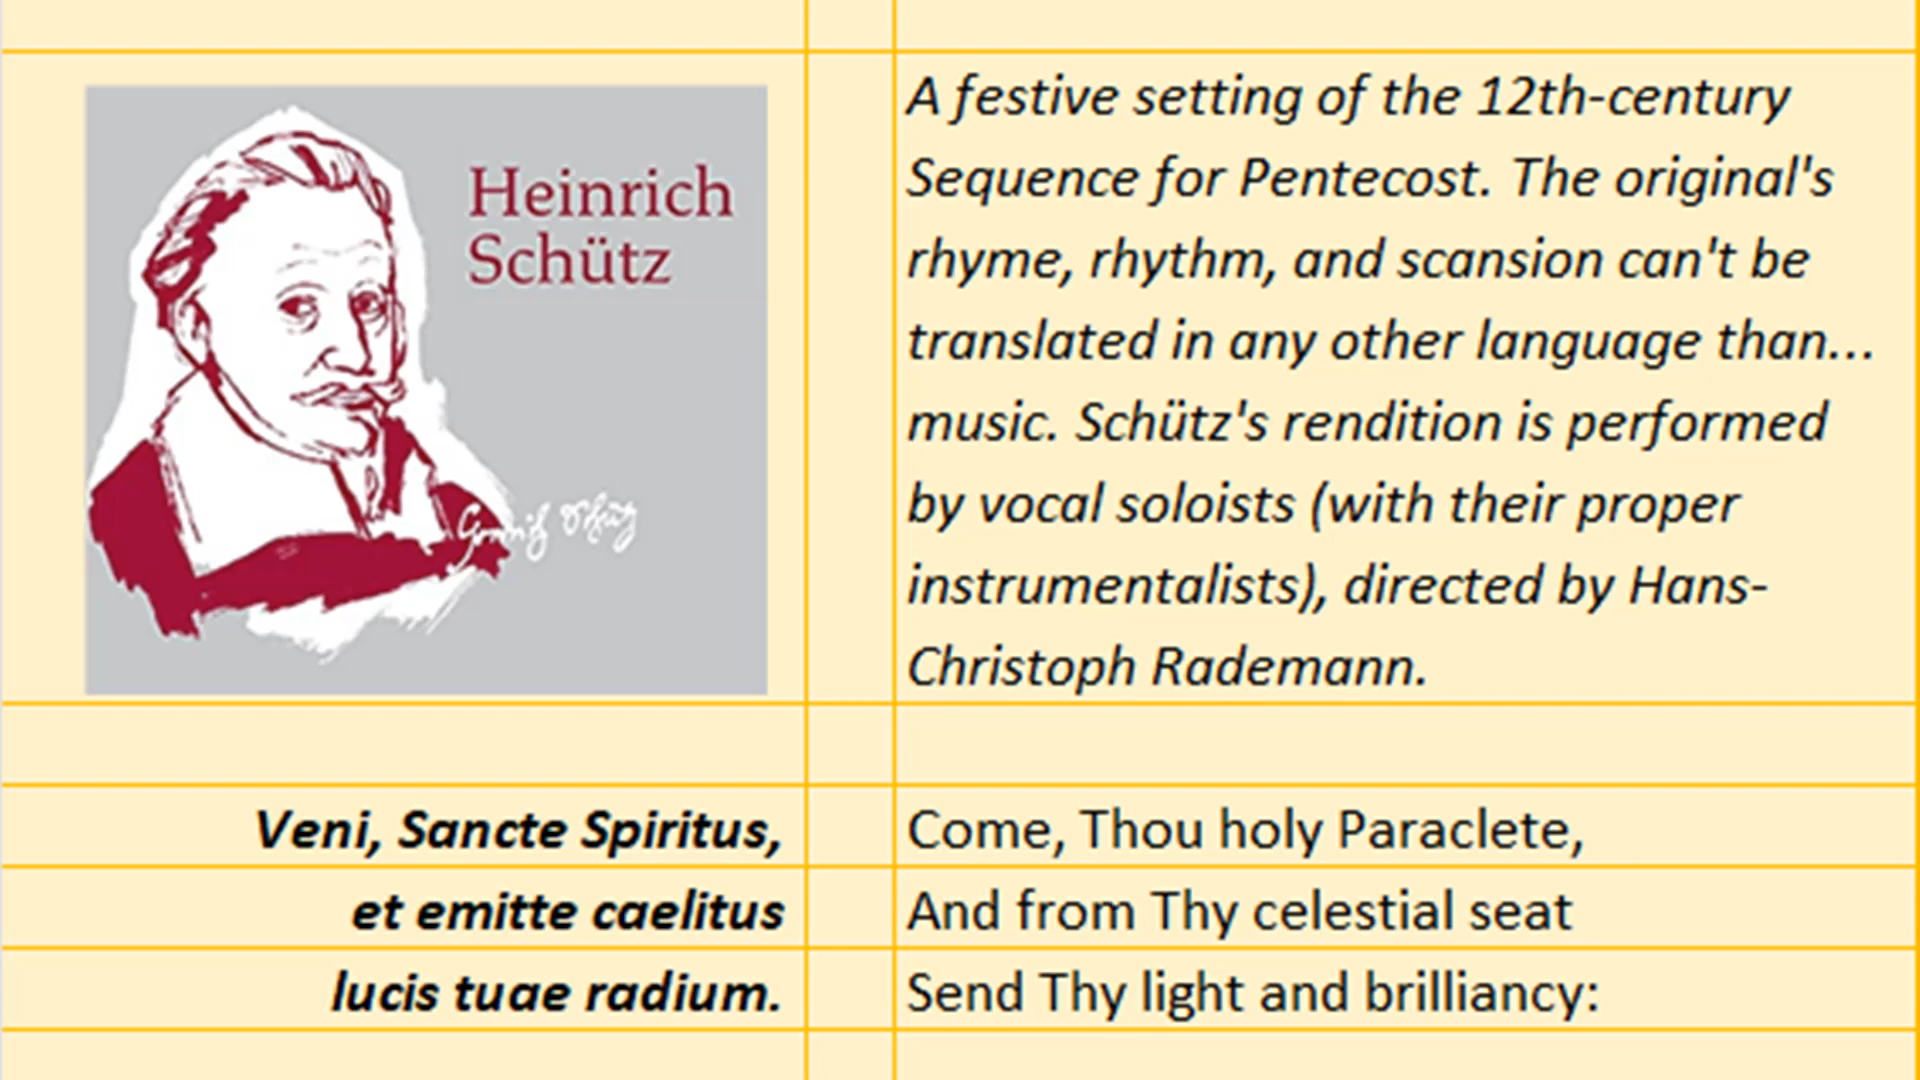 Heinrich
Schütz
A festive setting of the 12th-century
Sequence for Pentecost. The original's
rhyme, rhythm, and scansion can't be
translated in any other language than...
music. Schütz's rendition is performed
by vocal soloists (with their proper
instrumentalists), directed by Hans-
Christoph Rademann.
Veni, Sancte Spiritus,
Come, Thou holy Paraclete,
et emitte caelitus
And from Thy celestial seat
lucis tuae radium.
Send Thy light and brilliancy: